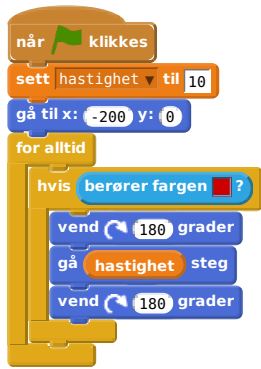 når klikkes
sett hastighet til 10
gå til x: -200 y: 0
for alltid
hvis berører fargen ?
vend 180 grader
gå hastighet steg
vend 180 grader